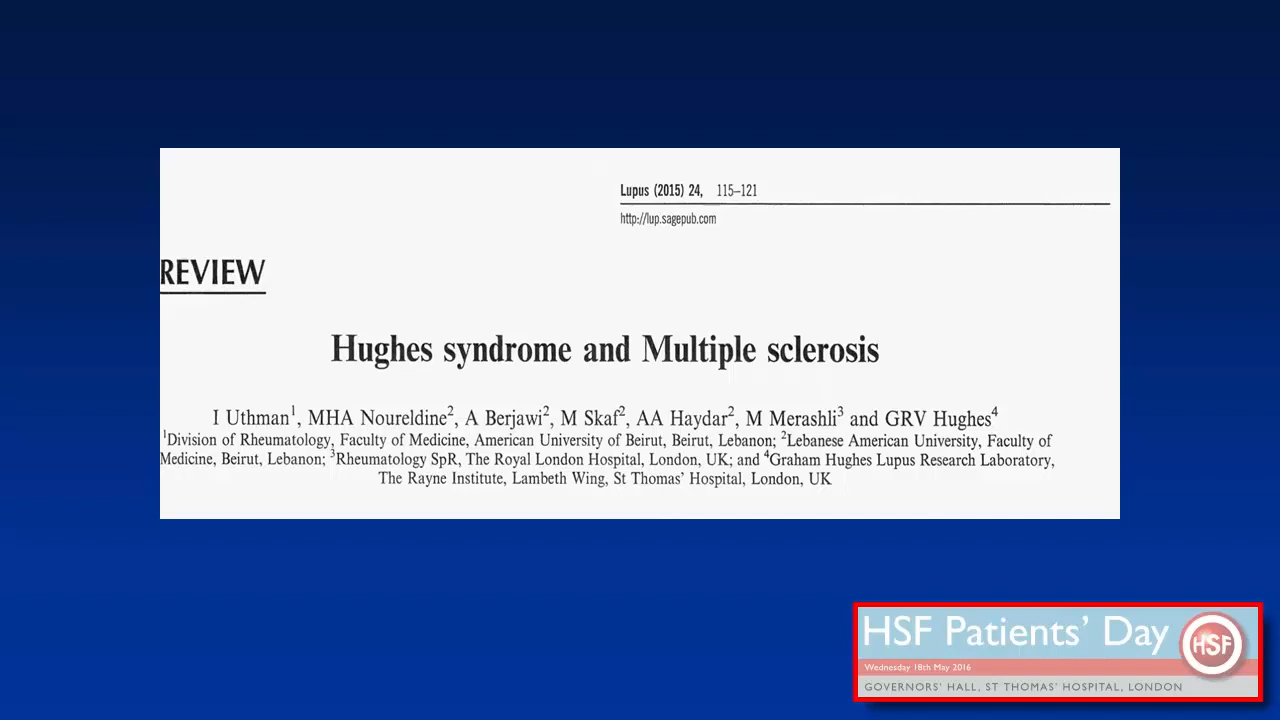 Lupus (2015) 24, 115–121
http://lup.sagepub.com
REVIEW
Hughes syndrome and Multiple sclerosis
I Uthman1, MHA Noureldine2, A Berjawi2, M Skaf2, AA Haydar2, M Merashli3 and GRV Hughes4
1Division of Rheumatology, Faculty of Medicine, American University of Beirut, Beirut, Lebanon; 2Lebanese American University, Faculty of
Medicine, Beirut, Lebanon; 3Rheumatology SpR, The Royal London Hospital, London, UK; and 4Graham Hughes Lupus Research Laboratory,
The Rayne Institute, Lambeth Wing, St Thomas' Hospital, London, UK
HSF Patients' Day
HSF
Wednesday 18th May 2016
GOVERNORS' HALL, ST THOMAS' HOSPITAL, LONDON